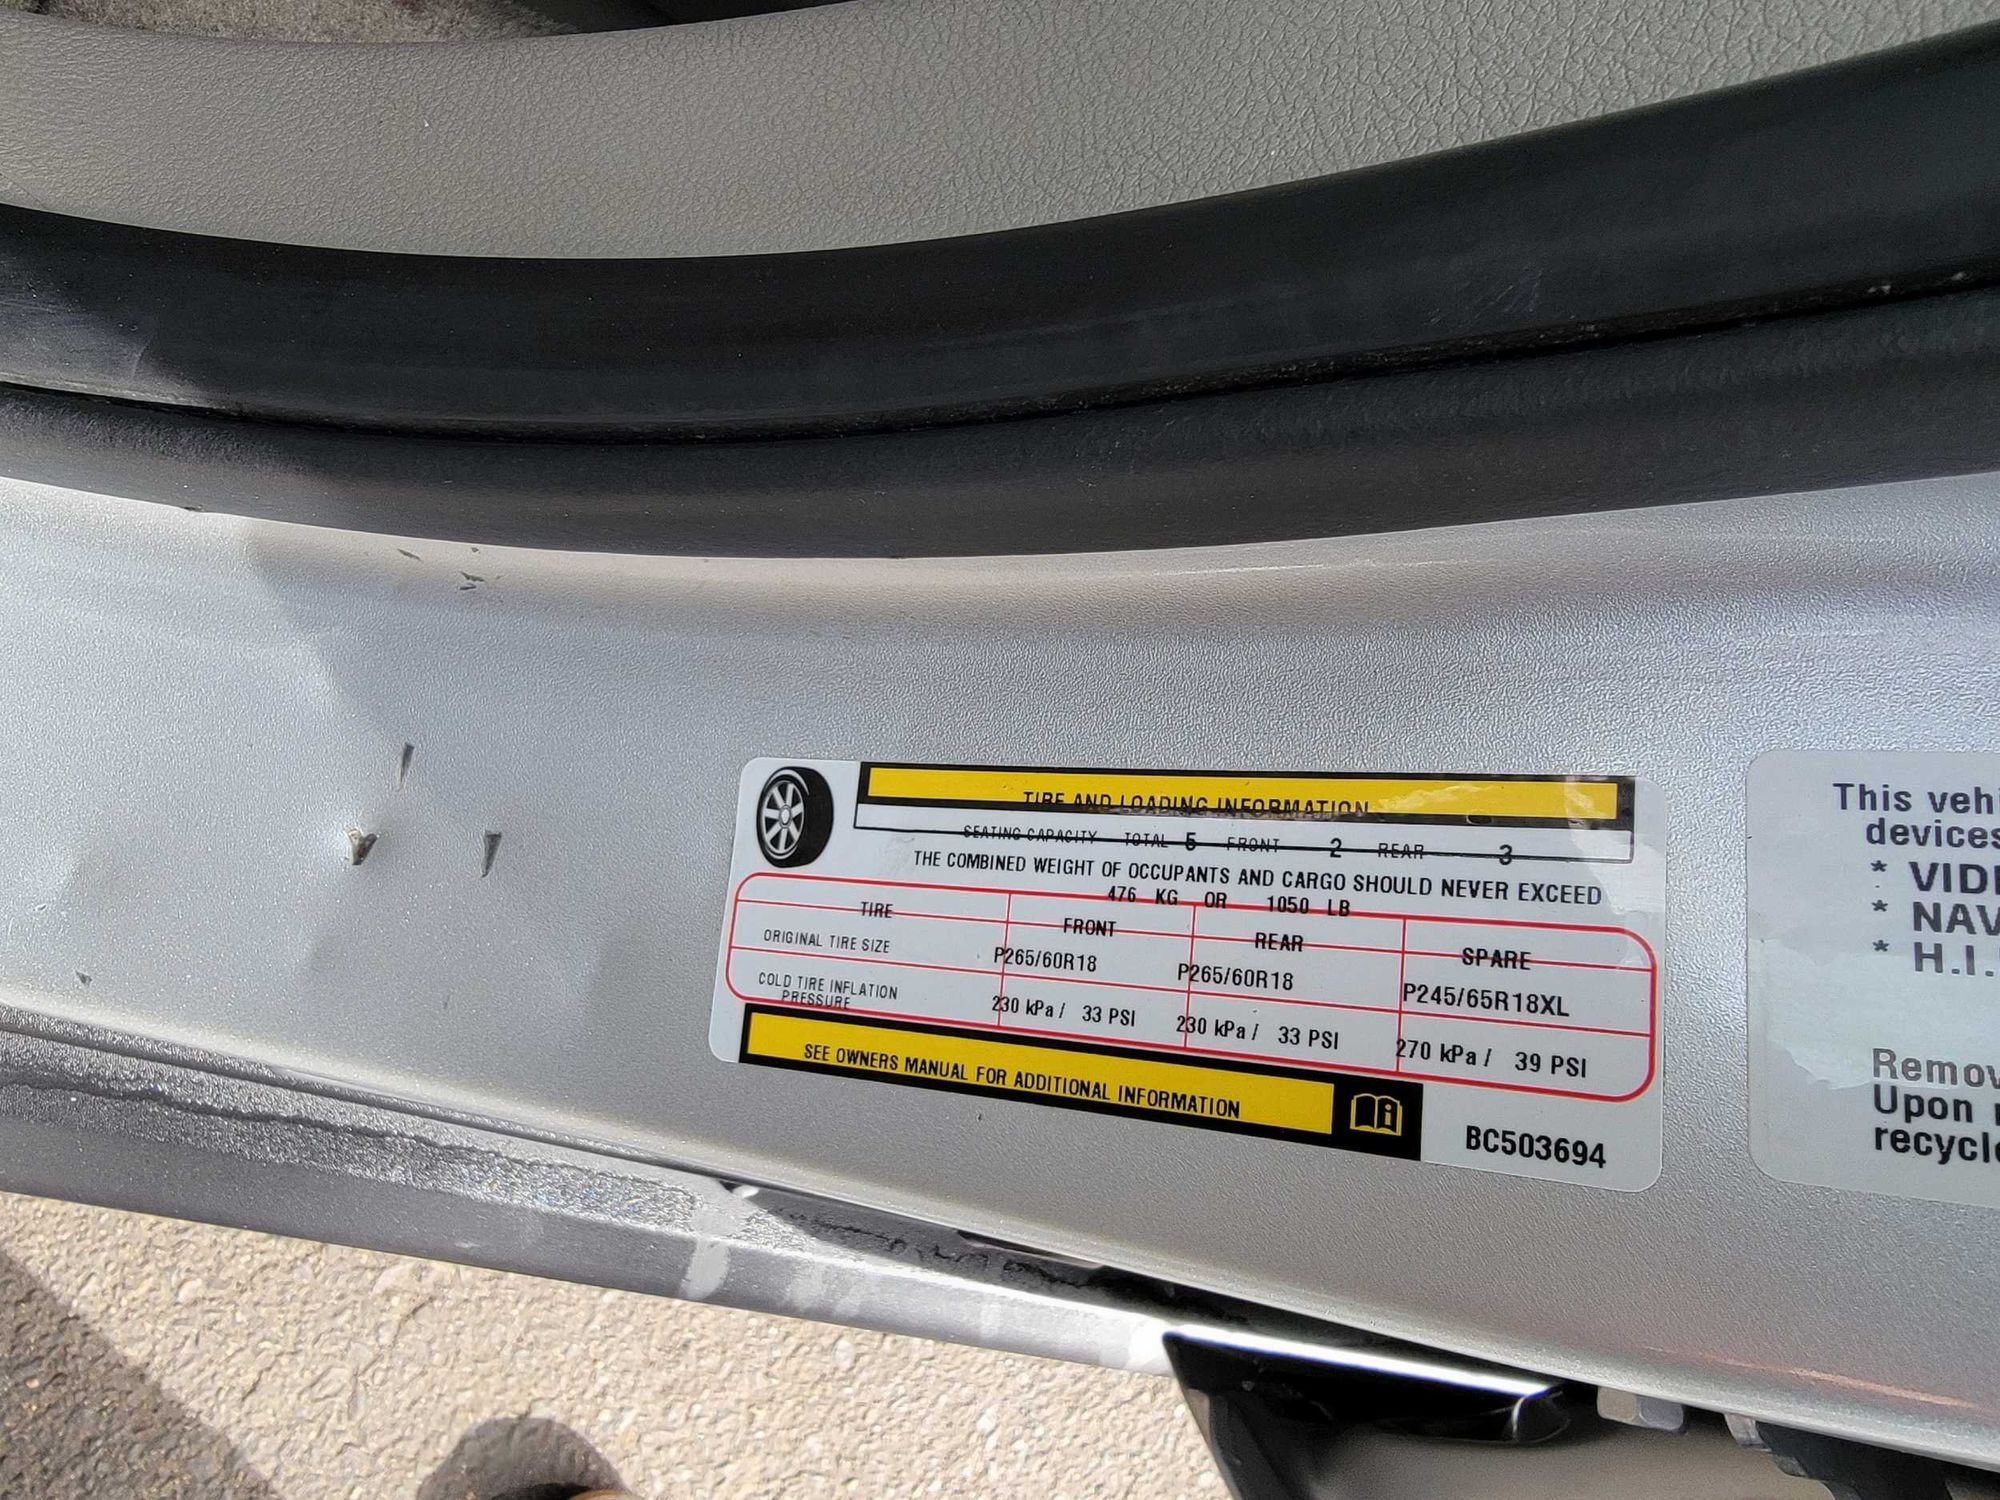 TIRE AND LOADING INFORMATION
SEATING CAPACITY TOTAL 5 FRONT 2 REAR 3
THE COMBINED WEIGHT OF OCCUPANTS AND CARGO SHOULD NEVER EXCEED
476 KG OR 1050 LB
TIRE FRONT REAR SPARE
ORIGINAL TIRE SIZE P265/60R18 P265/60R18 P245/65R18XL
COLD TIRE INFLATION
PRESSURE 230 kPa / 33 PSI 230 kPa / 33 PSI 270 kPa / 39 PSI
SEE OWNERS MANUAL FOR ADDITIONAL INFORMATION
BC503694
This vehi
devices
* VID
* NAV
* H.I.
Remov
Upon
recycl